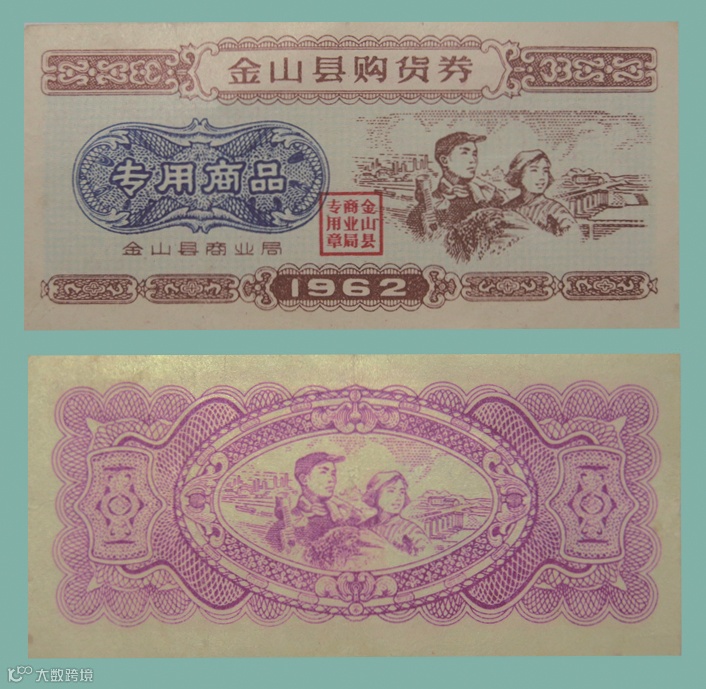 金山县购货券
专用商品
金山县
商业局
专用章
金山县商业局
1962
大数跨境